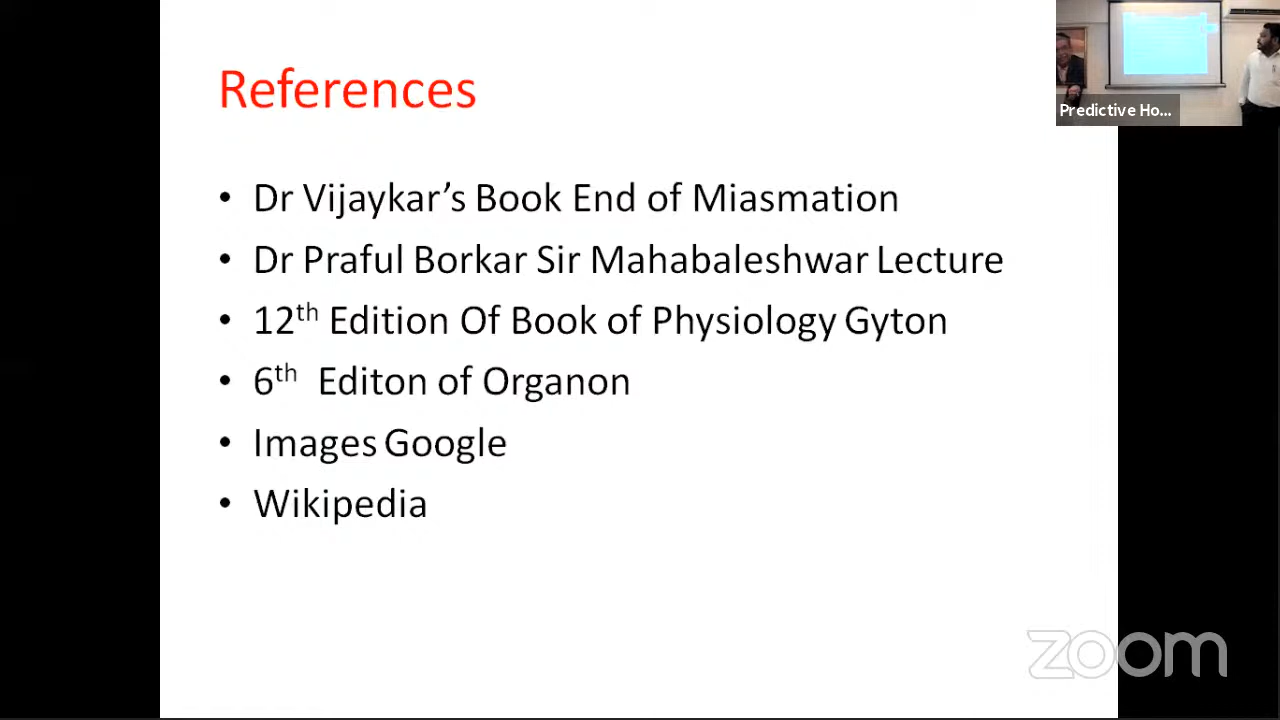 References
Predictive Ho...
• Dr Vijaykar’s Book End of Miasmation
• Dr Praful Borkar Sir Mahabaleshwar Lecture
• 12th Edition Of Book of Physiology Gyton
• 6th Editon of Organon
• Images Google
• Wikipedia
zoom